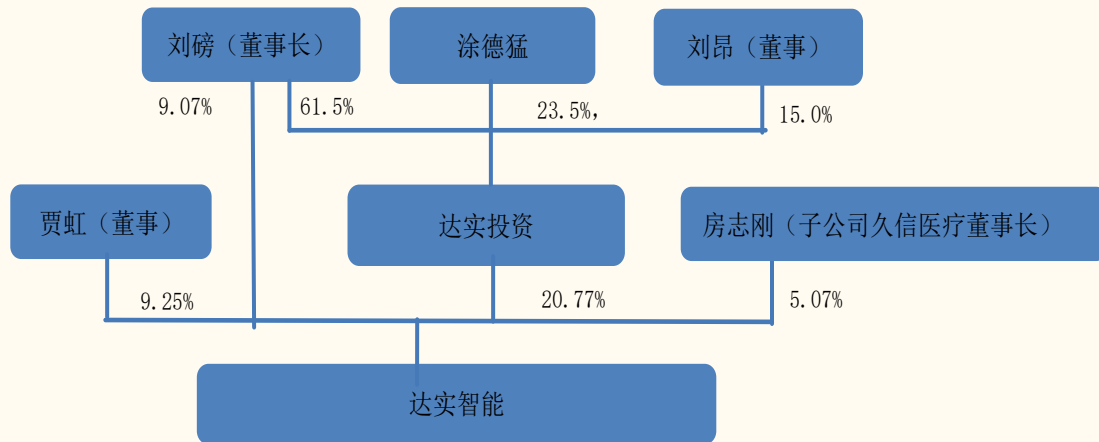 刘磅（董事长）
涂德猛
刘昂（董事）
9.07%
61.5%
23.5%,
15.0%
贾虹（董事）
达实投资
房志刚（子公司久信医疗董事长）
9.25%
20.77%
5.07%
达实智能